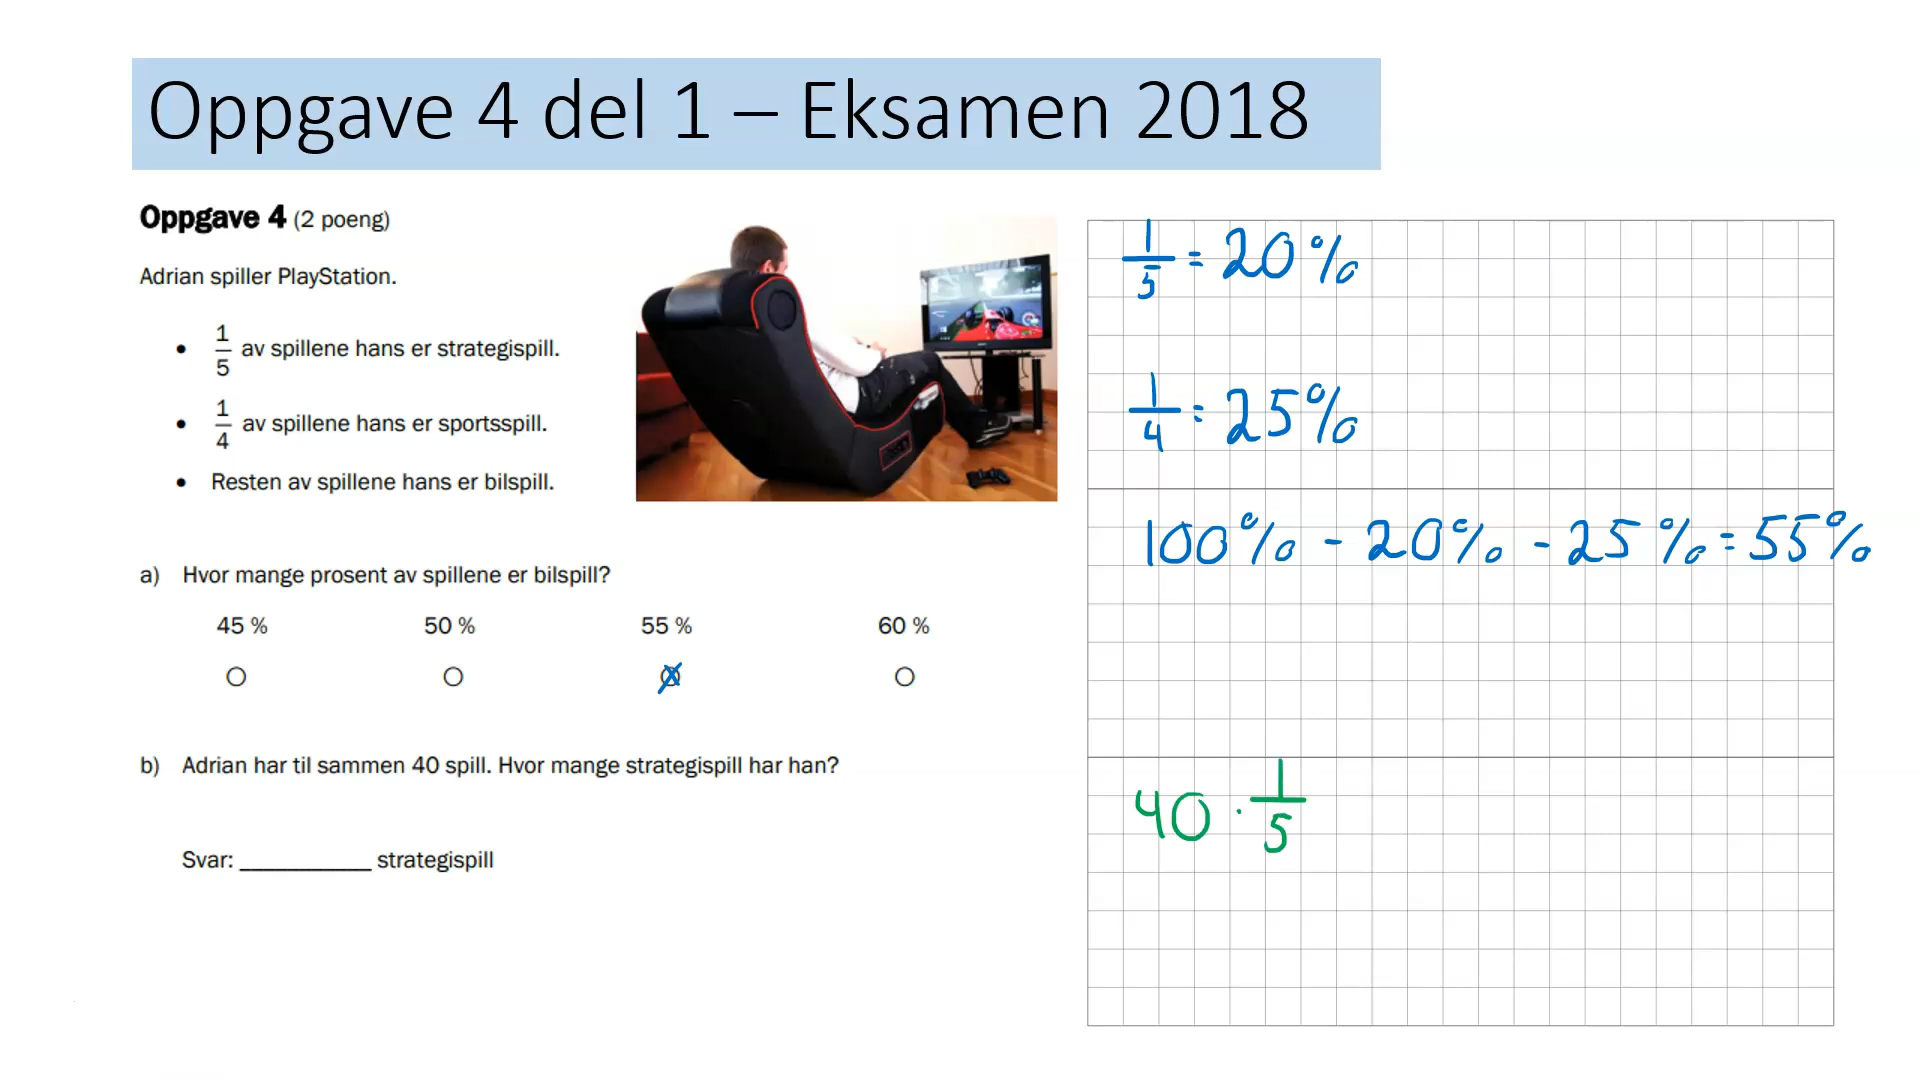 Oppgave 4 del 1 – Eksamen 2018
Oppgave 4 (2 poeng)
Adrian spiller PlayStation.
• 1/5 av spillene hans er strategispill.
• 1/4 av spillene hans er sportsspill.
• Resten av spillene hans er bilspill.
a) Hvor mange prosent av spillene er bilspill?
45 % 50 % 55 % 60 %
b) Adrian har til sammen 40 spill. Hvor mange strategispill har han?
Svar: ___________ strategispill
1/5 = 20%
1/4 = 25%
100% - 20% - 25% = 55%
40 · 1/5